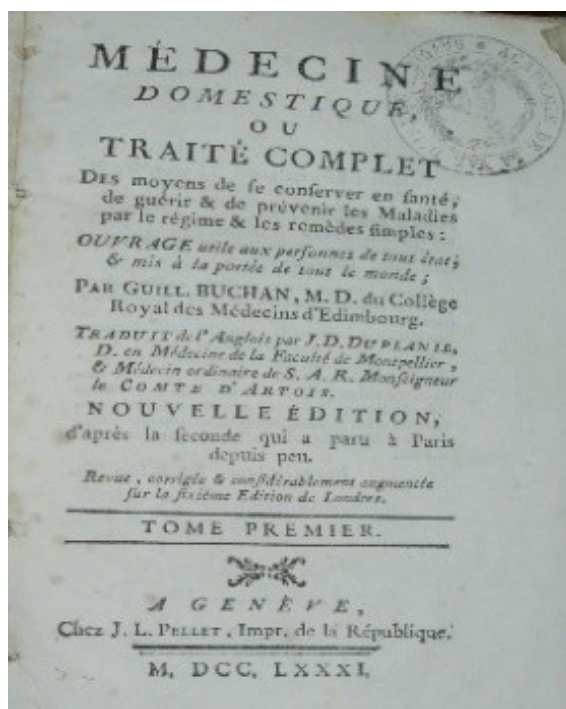 MÉDECINE
DOMESTIQUE,
OU
TRAITÉ COMPLET
DES moyens de se conserver en santé,
de guérir & de prévenir les Maladies
par le régime & les remèdes simples :
OUVRAGE utile aux personnes de tout état,
& mis à la portée de tout le monde ;
PAR GUILL. BUCHAN, M. D. du Collège
Royal des Médecins d'Edimbourg.
TRADUIT de l'Anglois par J. D. DUPLANIL,
D. en Médecine de la Faculté de Montpellier,
& Médecin ordinaire de S. A. R. Monseigneur
le COMTE D'ARTOIS.
NOUVELLE ÉDITION,
d'après la seconde qui a paru à Paris
depuis peu.
Revue, corrigée & considérablement augmentée
sur la sixième Edition de Londres.
TOME PREMIER.
A GENÈVE,
Chez J. L. PELLET, Impr. de la République.
M. DCC. LXXXI.